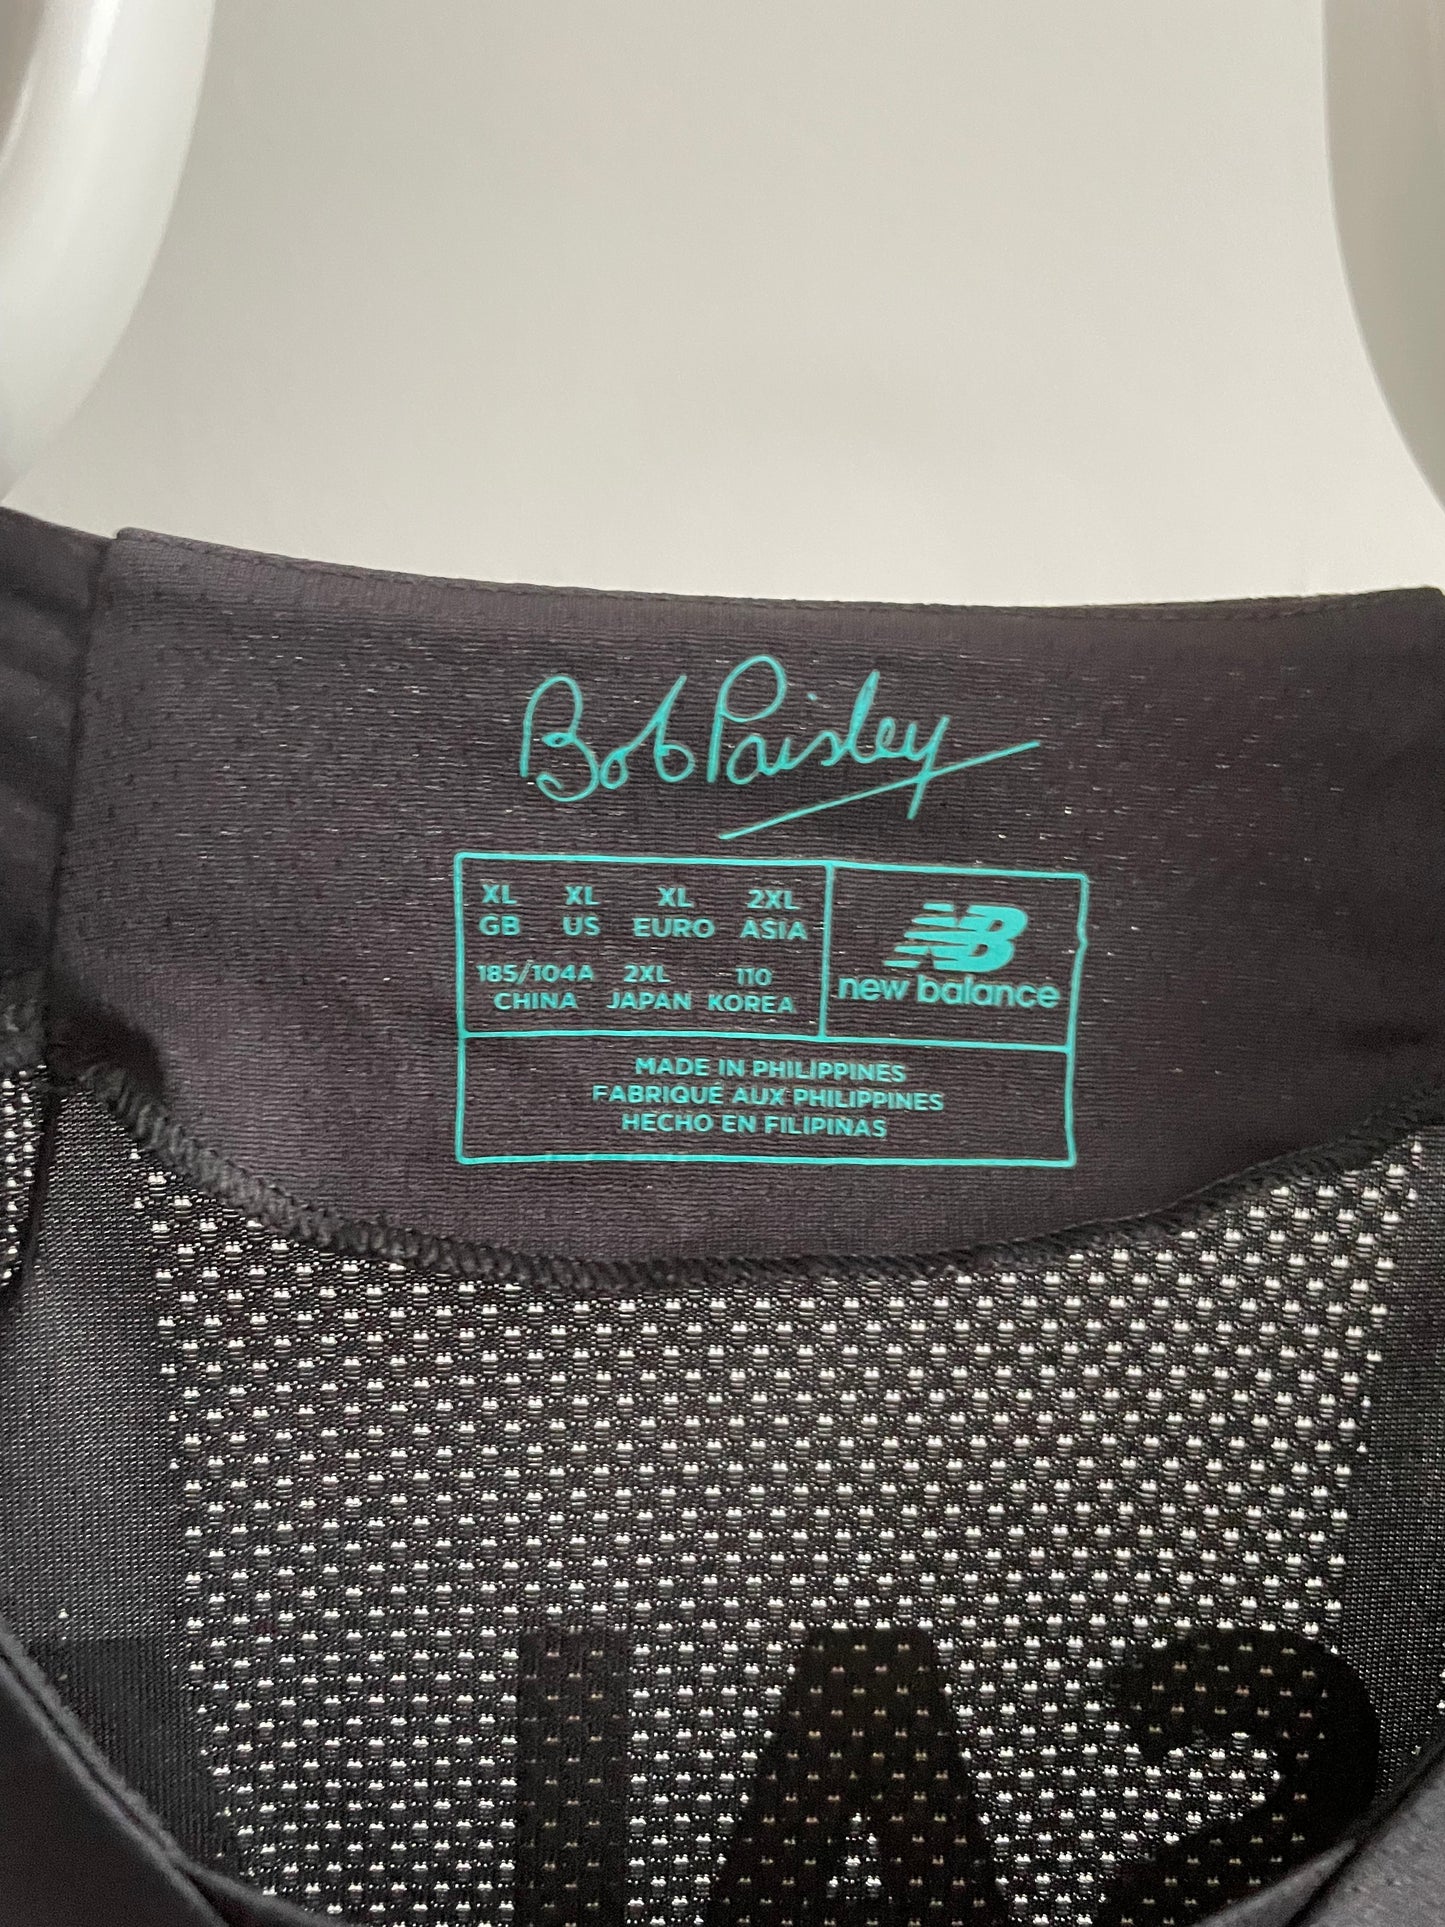 Bob Paisley
XL XL XL 2XL
GB US EURO ASIA
185/104A 2XL 110
CHINA JAPAN KOREA
NB
new balance
MADE IN PHILIPPINES
FABRIQUÉ AUX PHILIPPINES
HECHO EN FILIPINAS